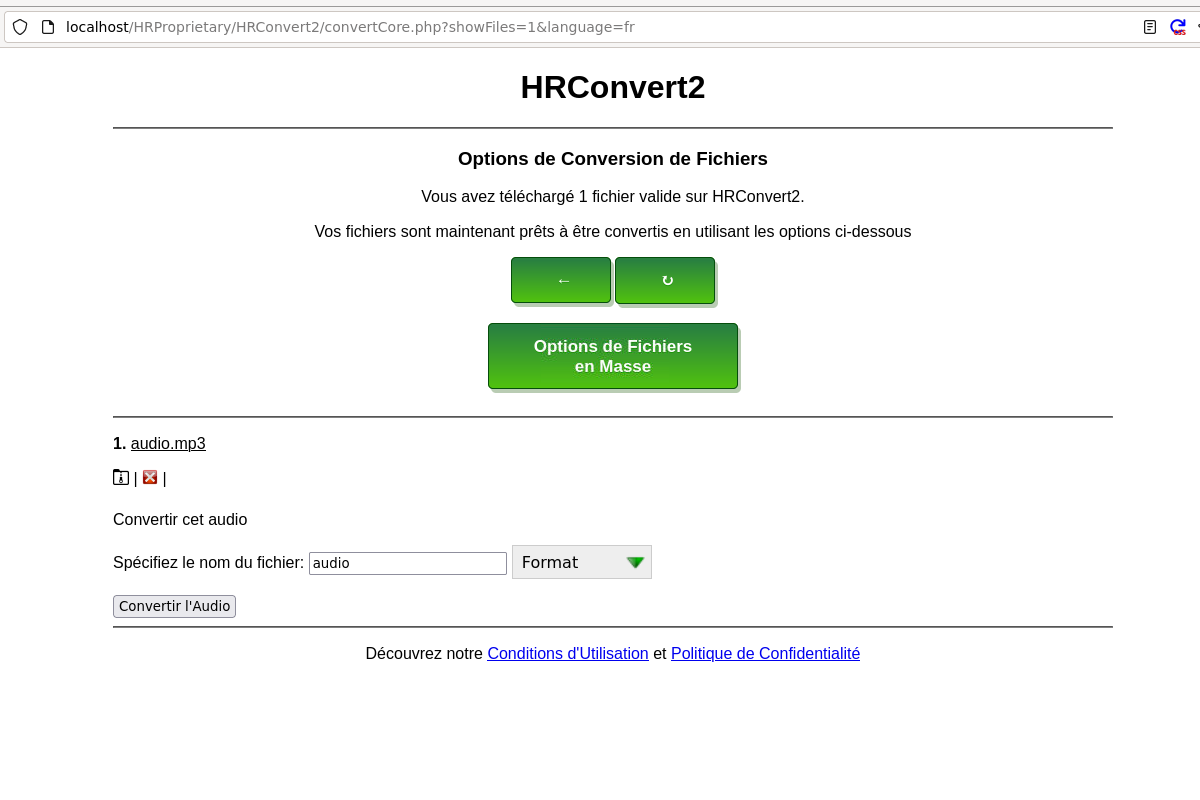 localhost/HRProprietary/HRConvert2/convertCore.php?showFiles=1&language=fr
HRConvert2
Options de Conversion de Fichiers
Vous avez téléchargé 1 fichier valide sur HRConvert2.
Vos fichiers sont maintenant prêts à être convertis en utilisant les options ci-dessous
← ↻
Options de Fichiers
en Masse
1. audio.mp3
| |
Convertir cet audio
Spécifiez le nom du fichier: audio Format
Convertir l'Audio
Découvrez notre Conditions d'Utilisation et Politique de Confidentialité